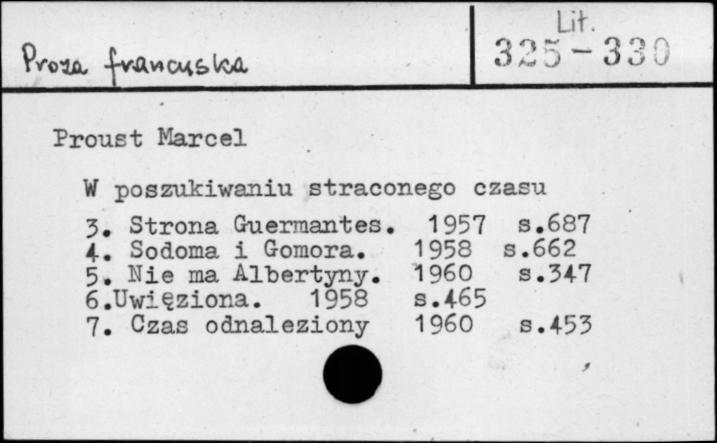 Lit.
Proza francuska 325-330
Proust Marcel
W poszukiwaniu straconego czasu
3. Strona Guermantes. 1957 s.687
4. Sodoma i Gomora. 1958 s.662
5. Nie ma Albertyny. 1960 s.347
6.Uwięziona. 1958 s.465
7. Czas odnaleziony 1960 s.453